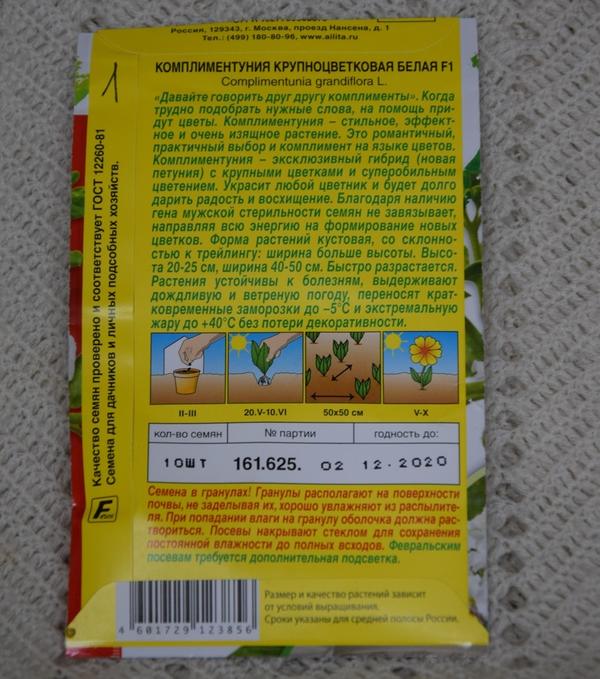 Россия, 129343, г. Москва, проезд Нансена, д. 1
Тел.: (499) 180-80-96, www.ailita.ru
1
КОМПЛИМЕНТУНИЯ КРУПНОЦВЕТКОВАЯ БЕЛАЯ F1
Complimentunia grandiflora L.
«Давайте говорить друг другу комплименты». Когда
трудно подобрать нужные слова, на помощь при-
дут цветы. Комплиментуния – стильное, эффект-
ное и очень изящное растение. Это романтичный,
практичный выбор и комплимент на языке цветов.
Комплиментуния – эксклюзивный гибрид (новая
петуния) с крупными цветками и суперобильным
цветением. Украсит любой цветник и будет долго
дарить радость и восхищение. Благодаря наличию
гена мужской стерильности семян не завязывает,
направляя всю энергию на формирование новых
цветков. Форма растений кустовая, со склоннос-
тью к трейлингу: ширина больше высоты. Высо-
та 20-25 см, ширина 40-50 см. Быстро разрастается.
Растения устойчивы к болезням, выдерживают
дождливую и ветреную погоду, переносят крат-
ковременные заморозки до –5°С и экстремальную
жару до +40°С без потери декоративности.
Качество семян проверено и соответствует ГОСТ 12260-81
Семена для дачников и личных подсобных хозяйств.
II-III
20.V-10.VI
50х50 см
V-X
кол-во семян
№ партии
годность до:
10шт
161.625. 02
12.2020
Семена в гранулах! Гранулы располагают на поверхности
почвы, не заделывая их, хорошо увлажняют из распылите-
ля. При попадании влаги на гранулу оболочка должна рас-
твориться. Посевы накрывают стеклом для сохранения
постоянной влажности до полных всходов. Февральским
посевам требуется дополнительная подсветка.
4 601729 123856
Размер и качество растений зависит
от условий выращивания.
Сроки указаны для средней полосы России.